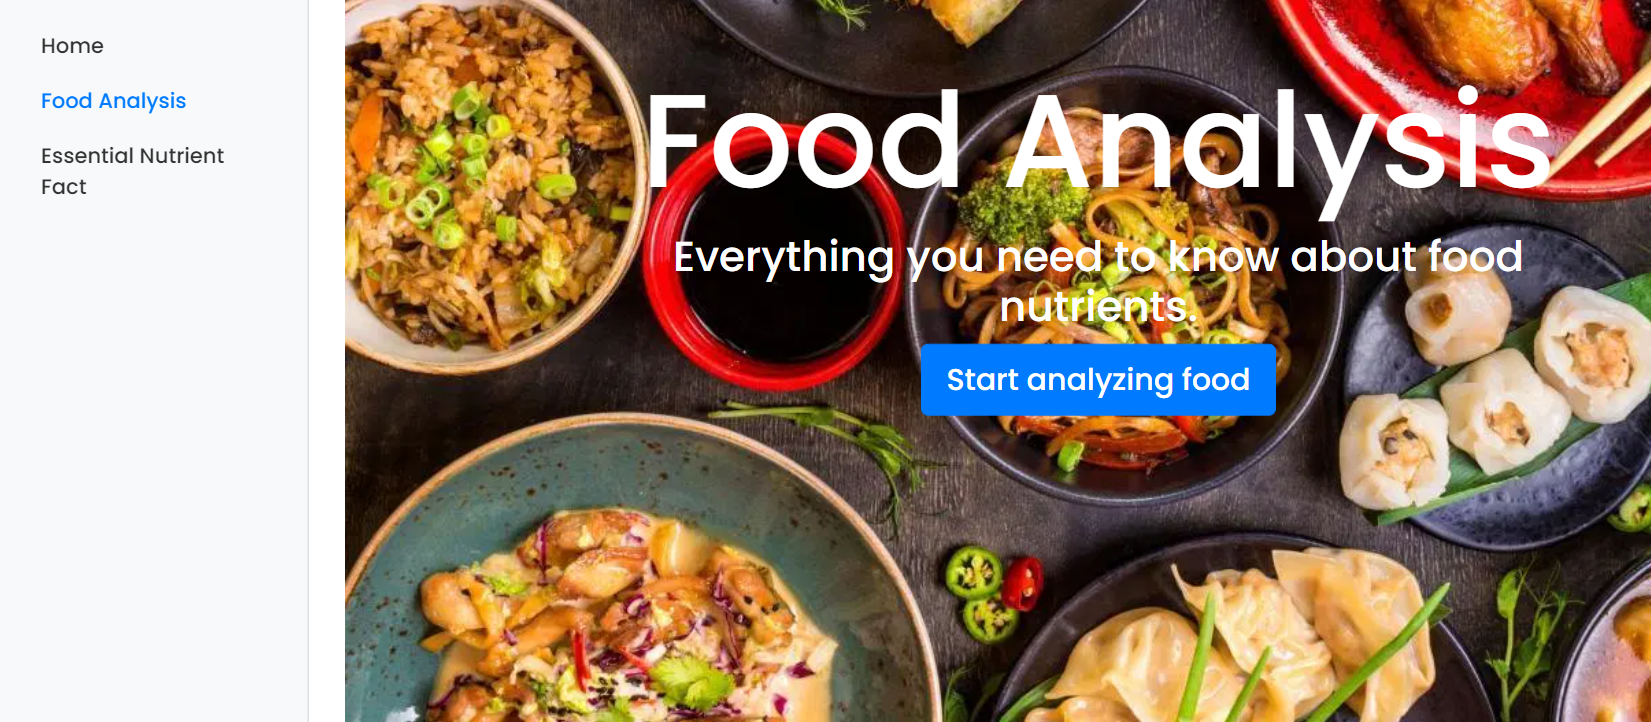 Home
Food Analysis
Essential Nutrient
Fact
Food Analysis
Everything you need to know about food
nutrients.
Start analyzing food